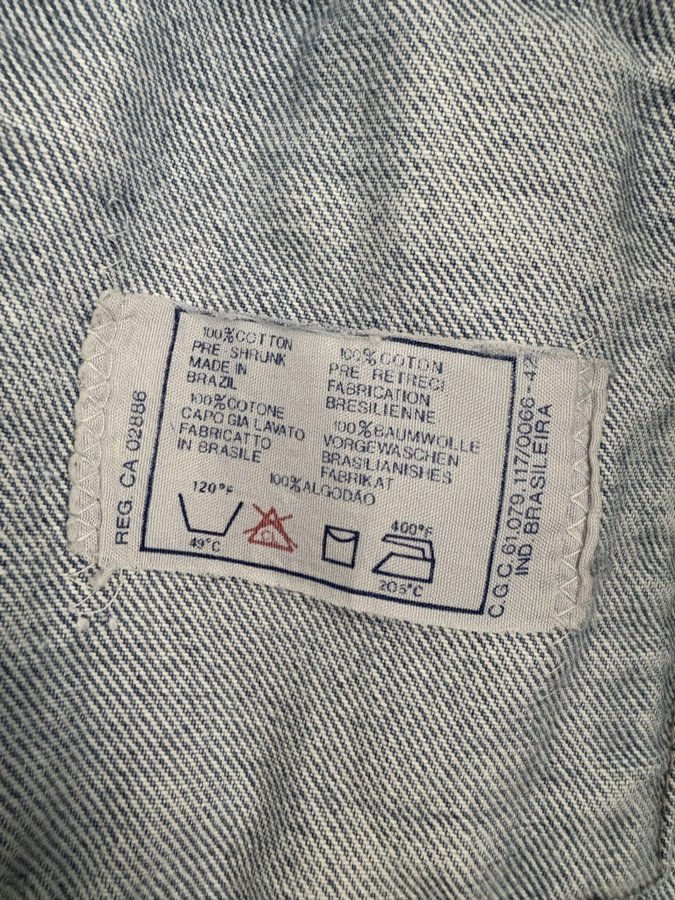 REG. CA 02886
100% COTTON
PRE SHRUNK
MADE IN
BRAZIL
100% COTONE
CAPO GIA LAVATO
FABRICATTO
IN BRASILE
100% COTON
PRE RETRECI
FABRICATION
BRESILIENNE
100% BAUMWOLLE
VORGEWASCHEN
BRASILIANISHES
FABRIKAT
100% ALGODÃO
120°F
49°C
CL
400°F
205°C
C.G.C. 61,079,117/0066-42
IND BRASILEIRA